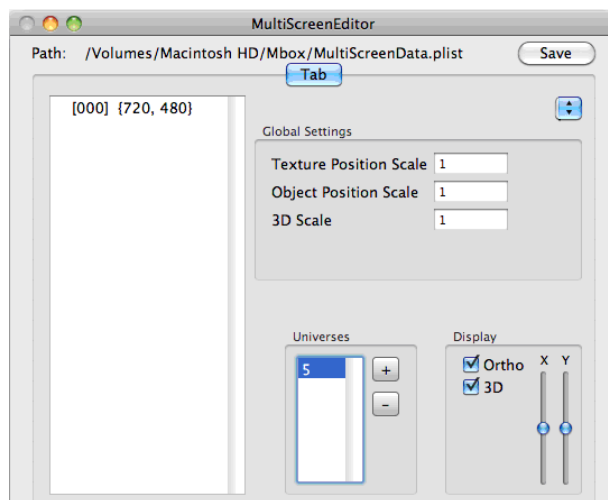 MultiScreenEditor
Path: /Volumes/Macintosh HD/Mbox/MultiScreenData.plist Save
Tab
[000] {720, 480}
Global Settings
Texture Position Scale 1
Object Position Scale 1
3D Scale 1
Universes
5
+
-
Display
X Y
Ortho
3D